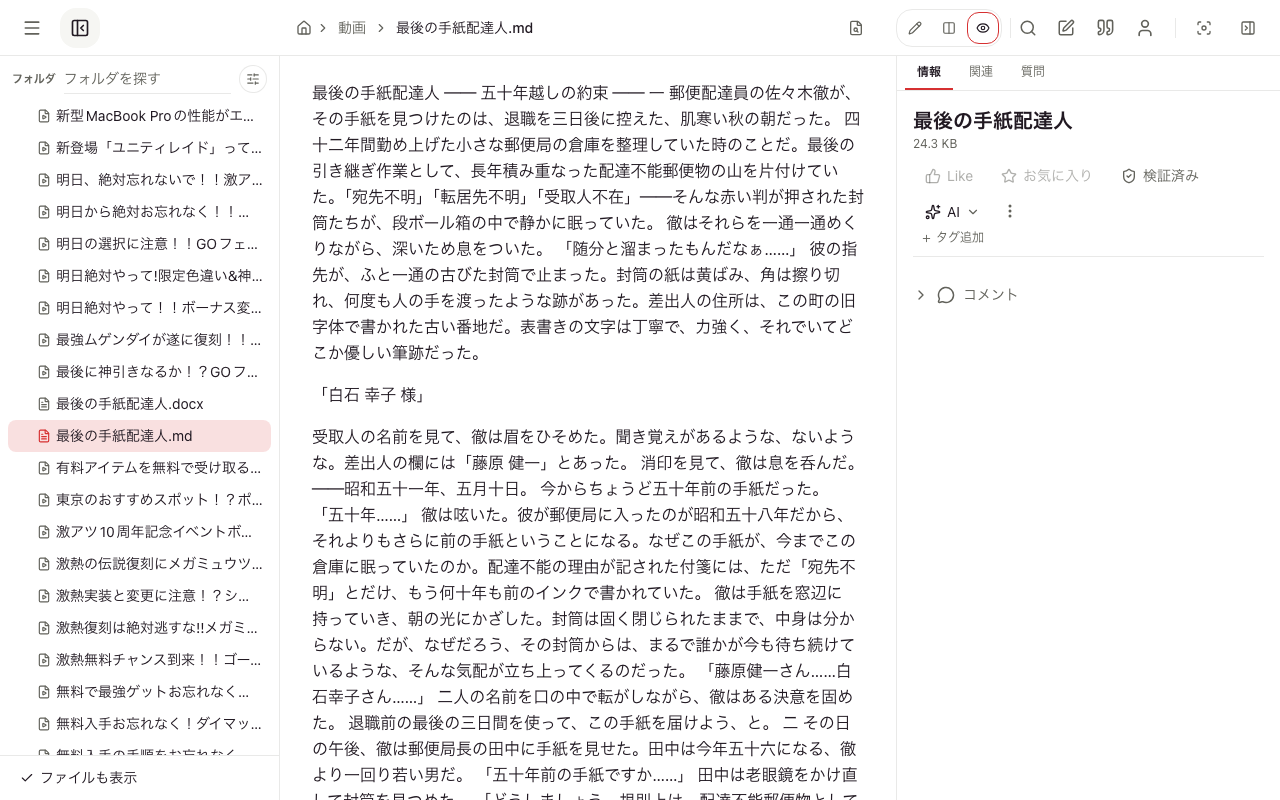 動画
最後の手紙配達人.md
フォルダ
フォルダを探す
新型MacBook Proの性能がエ...
新登場「ユニティレイド」って...
明日、絶対忘れないで！！激ア...
明日から絶対お忘れなく！！...
明日の選択に注意！！GOフェ...
明日絶対やって!限定色違い&神...
明日絶対やって！！ボーナス変...
最強ムゲンダイが遂に復刻！！...
最後に神引きなるか！？GOフ...
最後の手紙配達人.docx
最後の手紙配達人.md
有料アイテムを無料で受け取る...
東京のおすすめスポット！？ポ...
激アツ10周年記念イベントボ...
激熱の伝説復刻にメガミュウツ...
激熱実装と変更に注意！？シ...
激熱復刻は絶対逃すな!!メガミ...
激熱無料チャンス到来！！ゴー...
無料で最強ゲットお忘れなく...
無料入手お忘れなく！ダイマッ...
無料入手の手順をお忘れなく...
ファイルも表示
最後の手紙配達人 ―― 五十年越しの約束 ―― 一 郵便配達員の佐々木徹が、
その手紙を見つけたのは、退職を三日後に控えた、肌寒い秋の朝だった。 四
十二年間勤め上げた小さな郵便局の倉庫を整理していた時のことだ。最後の
引き継ぎ作業として、長年積み重なった配達不能郵便物の山を片付けてい
た。「宛先不明」「転居先不明」「受取人不在」――そんな赤い判が押された封
筒たちが、段ボール箱の中で静かに眠っていた。 徹はそれらを一通一通めく
りながら、深いため息をついた。 「随分と溜まったもんだなぁ……」 彼の指
先が、ふと一通の古びた封筒で止まった。封筒の紙は黄ばみ、角は擦り切
れ、何度も人の手を渡ったような跡があった。差出人の住所は、この町の旧
字体で書かれた古い番地だ。表書きの文字は丁寧で、力強く、それでいてど
こか優しい筆跡だった。
「白石 幸子 様」
受取人の名前を見て、徹は眉をひそめた。聞き覚えがあるような、ないよう
な。差出人の欄には「藤原 健一」とあった。 消印を見て、徹は息を呑んだ。
――昭和五十一年、五月十日。 今からちょうど五十年前の手紙だった。
「五十年……」 徹は呟いた。彼が郵便局に入ったのが昭和五十八年だから、
それよりもさらに前の手紙ということになる。なぜこの手紙が、今までこの
倉庫に眠っていたのか。配達不能の理由が記された付箋には、ただ「宛先不
明」とだけ、もう何十年も前のインクで書かれていた。 徹は手紙を窓辺に
持っていき、朝の光にかざした。封筒は固く閉じられたままで、中身は分か
らない。だが、なぜだろう、その封筒からは、まるで誰かが今も待ち続けて
いるような、そんな気配が立ち上ってくるのだった。 「藤原健一さん……白
石幸子さん……」 二人の名前を口の中で転がしながら、徹はある決意を固め
た。 退職前の最後の三日間を使って、この手紙を届けよう、と。 二 その日
の午後、徹は郵便局長の田中に手紙を見せた。田中は今年五十六になる、徹
より一回り若い男だ。 「五十年前の手紙ですか……」 田中は老眼鏡をかけ直
して封筒を見つめた。 「どうしましょう。規則上は、配達不能郵便物として
情報
関連
質問
最後の手紙配達人
24.3 KB
Like
お気に入り
検証済み
AI
+ タグ追加
コメント